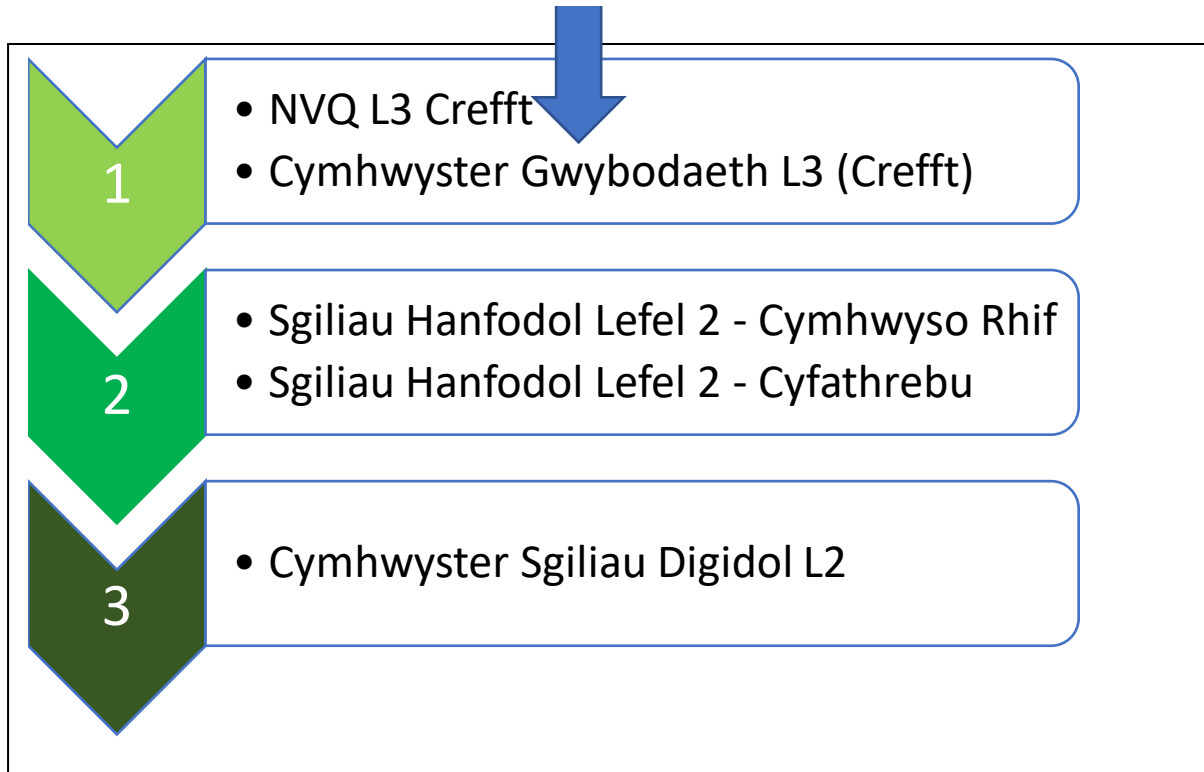 1
• NVQ L3 Crefft
• Cymhwyster Gwybodaeth L3 (Crefft)
2
• Sgiliau Hanfodol Lefel 2 - Cymhwyso Rhif
• Sgiliau Hanfodol Lefel 2 - Cyfathrebu
3
• Cymhwyster Sgiliau Digidol L2